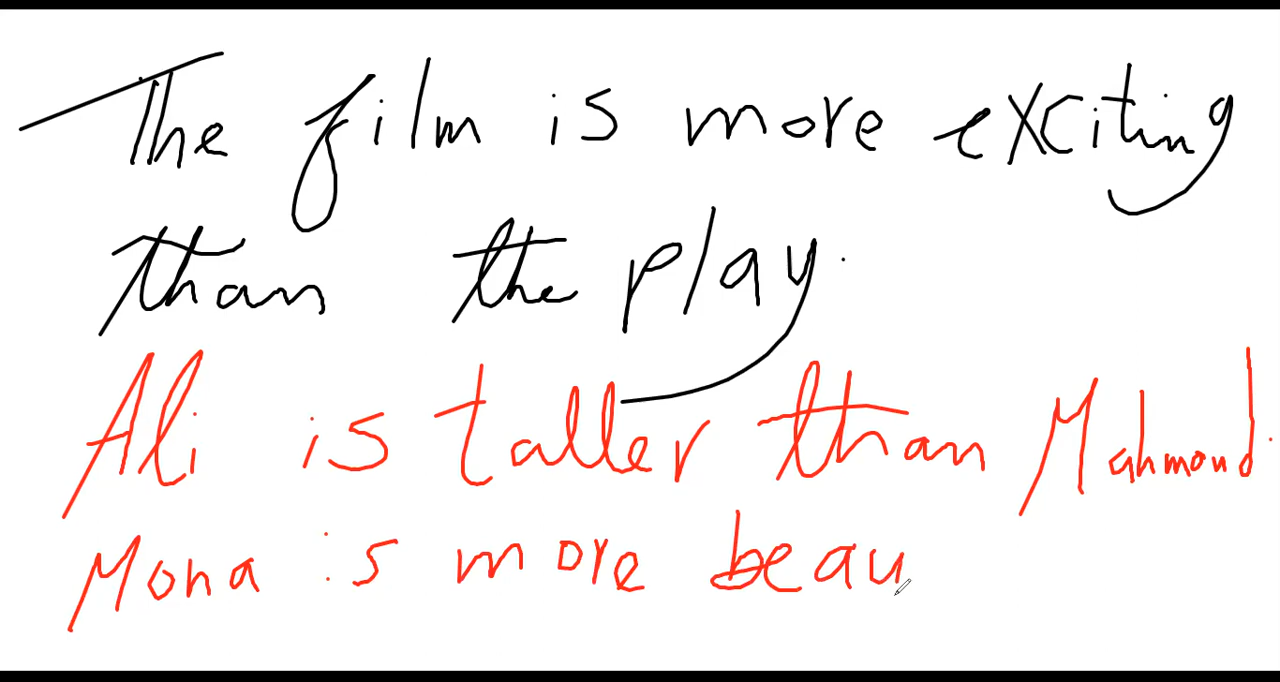 The film is more exciting
than the play.
Ali is taller than Mahmoud.
Mona is more beau